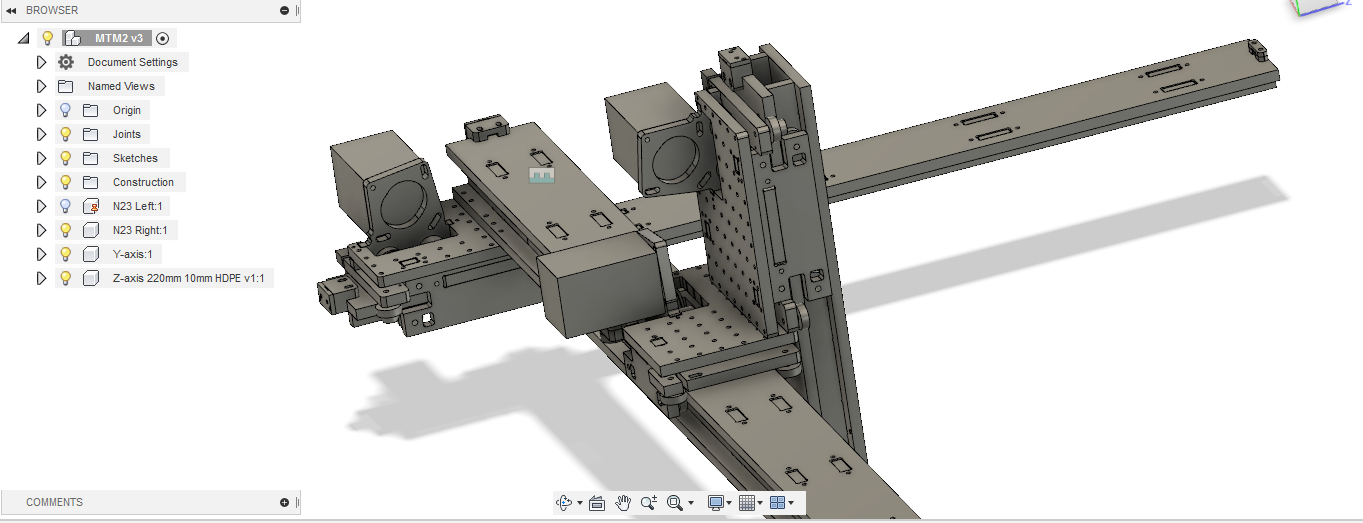 BROWSER
MTM2 v3
Document Settings
Named Views
Origin
Joints
Sketches
Construction
N23 Left:1
N23 Right:1
Y-axis:1
Z-axis 220mm 10mm HDPE v1:1
COMMENTS
Z